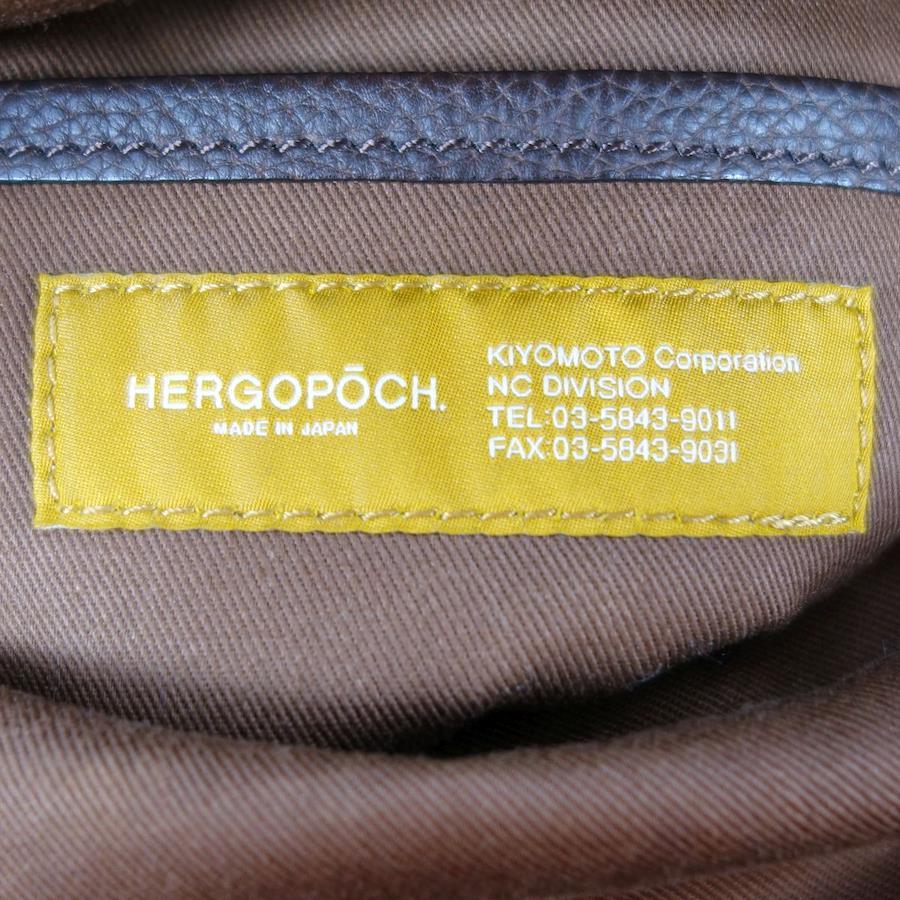 HERGOPŌCH.
MADE IN JAPAN
KIYOMOTO Corporation
NC DIVISION
TEL:03-5843-9011
FAX:03-5843-9031